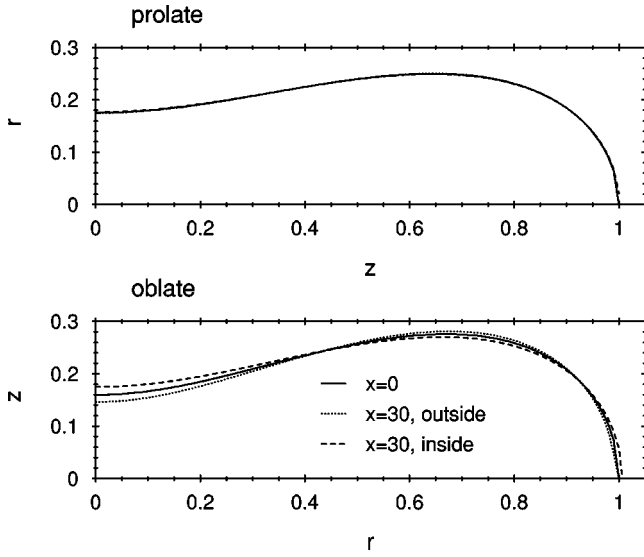 prolate
0.3
0.2
r
0.1
0
0 0.2 0.4 0.6 0.8 1
z
oblate
0.3
0.2
z
0.1
0
x=0
x=30, outside
x=30, inside
0 0.2 0.4 0.6 0.8 1
r